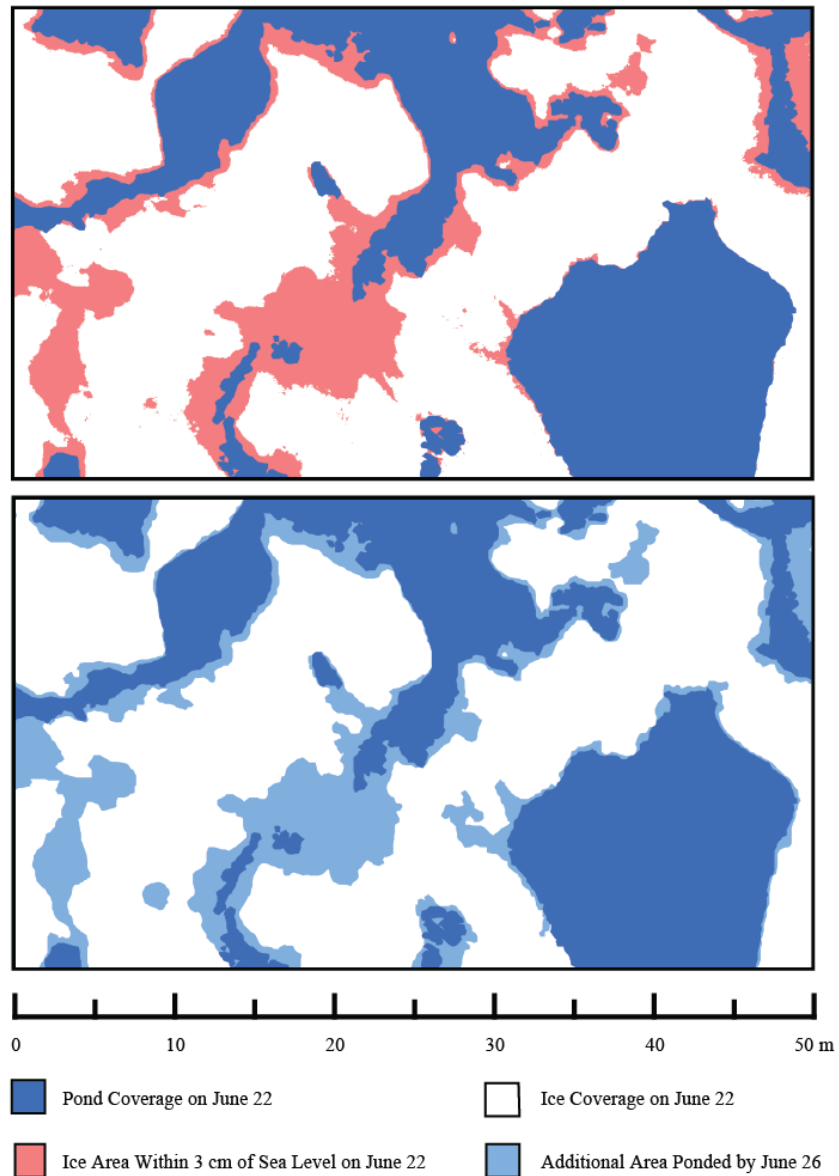 0 10 20 30 40 50 m
Pond Coverage on June 22 Ice Coverage on June 22
Ice Area Within 3 cm of Sea Level on June 22 Additional Area Ponded by June 26